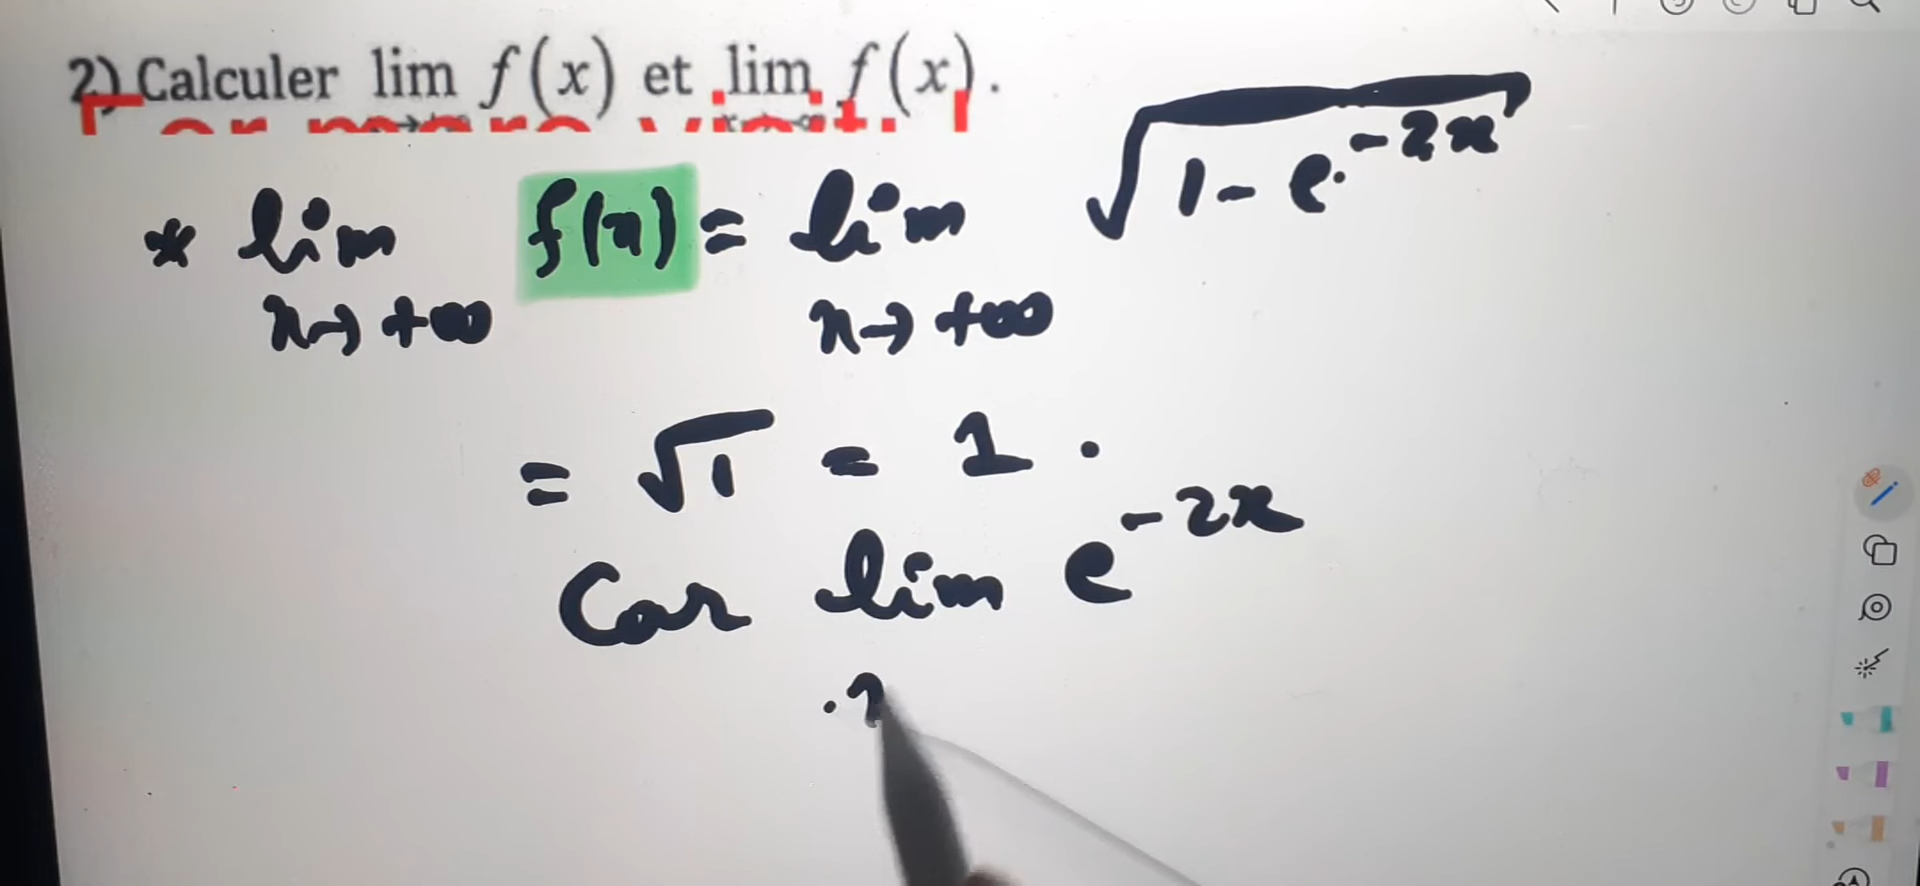 2) Calculer lim f(x) et lim f(x).
* lim f(x) = lim √(1 - e^-2x)
x→+∞ x→+∞
= √1 = 1.
Car lim e^-2x